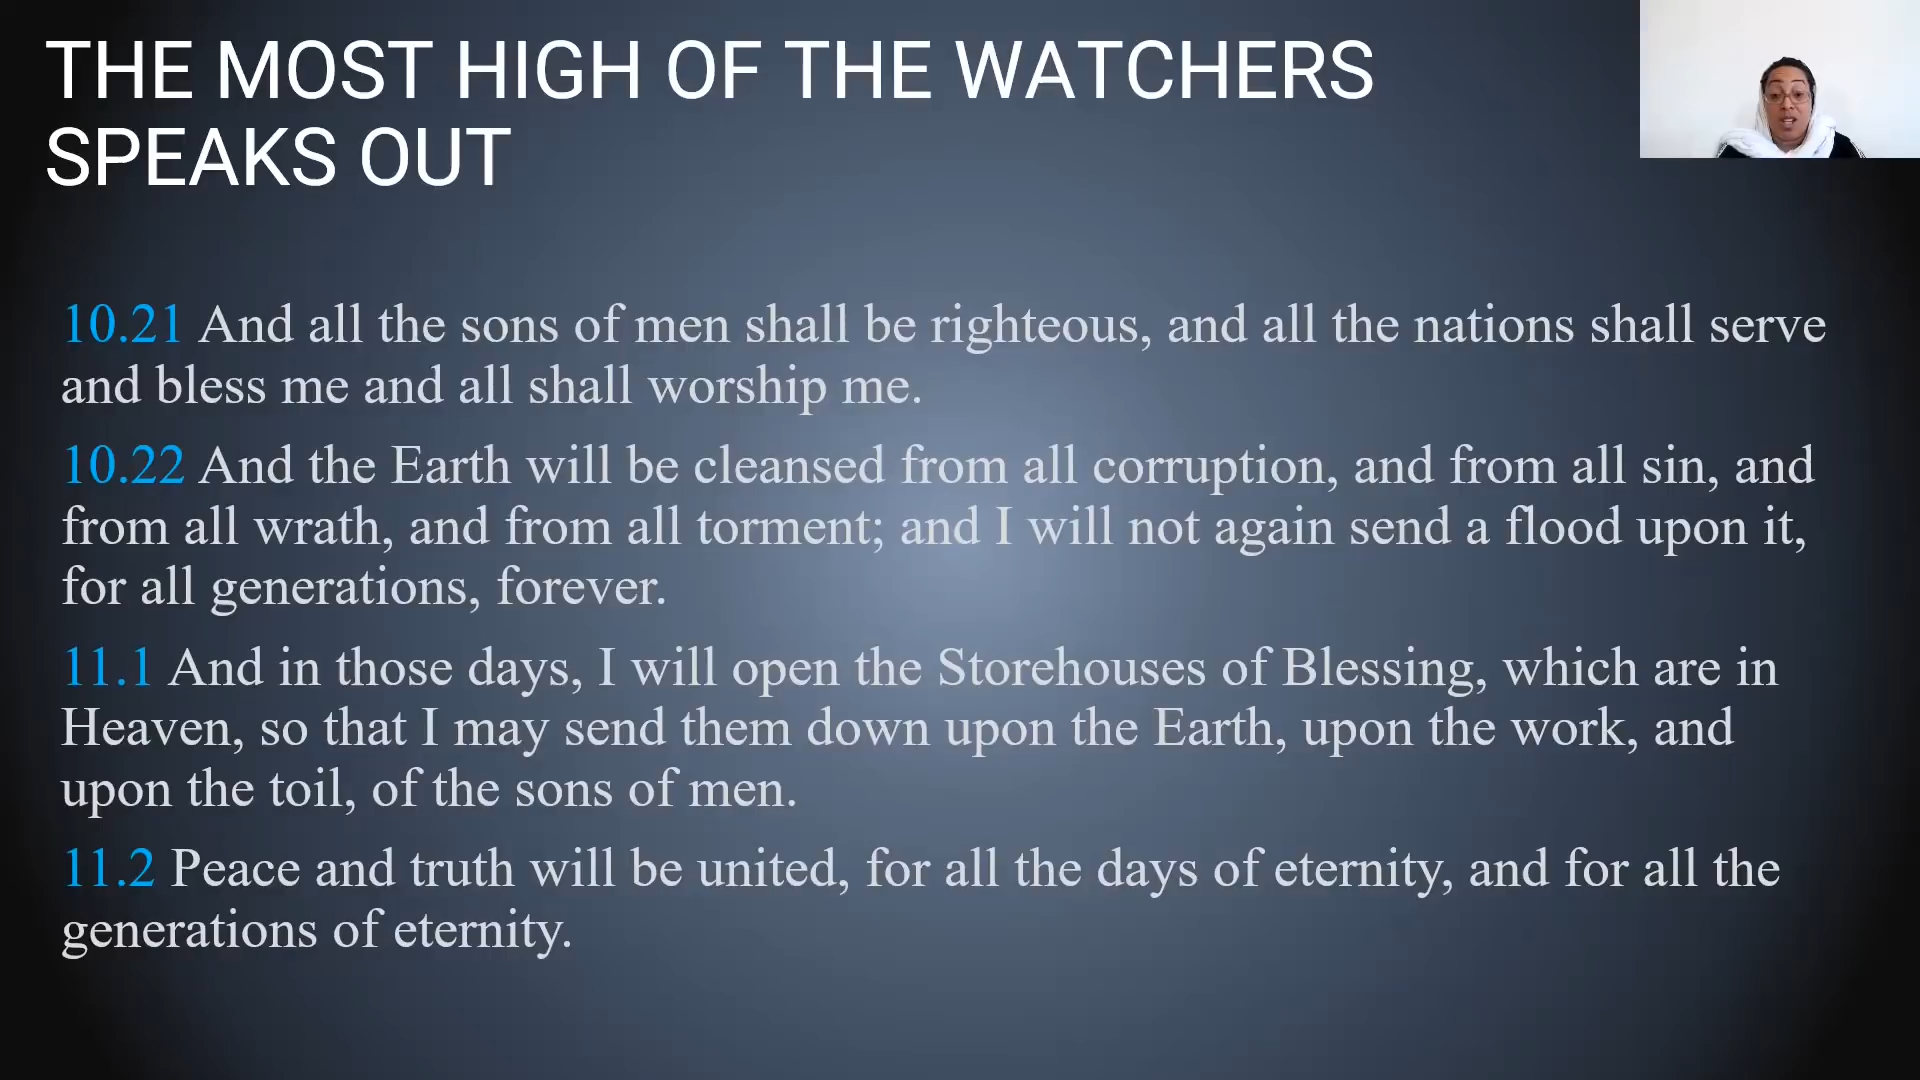 THE MOST HIGH OF THE WATCHERS
SPEAKS OUT
10.21 And all the sons of men shall be righteous, and all the nations shall serve
and bless me and all shall worship me.
10.22 And the Earth will be cleansed from all corruption, and from all sin, and
from all wrath, and from all torment; and I will not again send a flood upon it,
for all generations, forever.
11.1 And in those days, I will open the Storehouses of Blessing, which are in
Heaven, so that I may send them down upon the Earth, upon the work, and
upon the toil, of the sons of men.
11.2 Peace and truth will be united, for all the days of eternity, and for all the
generations of eternity.